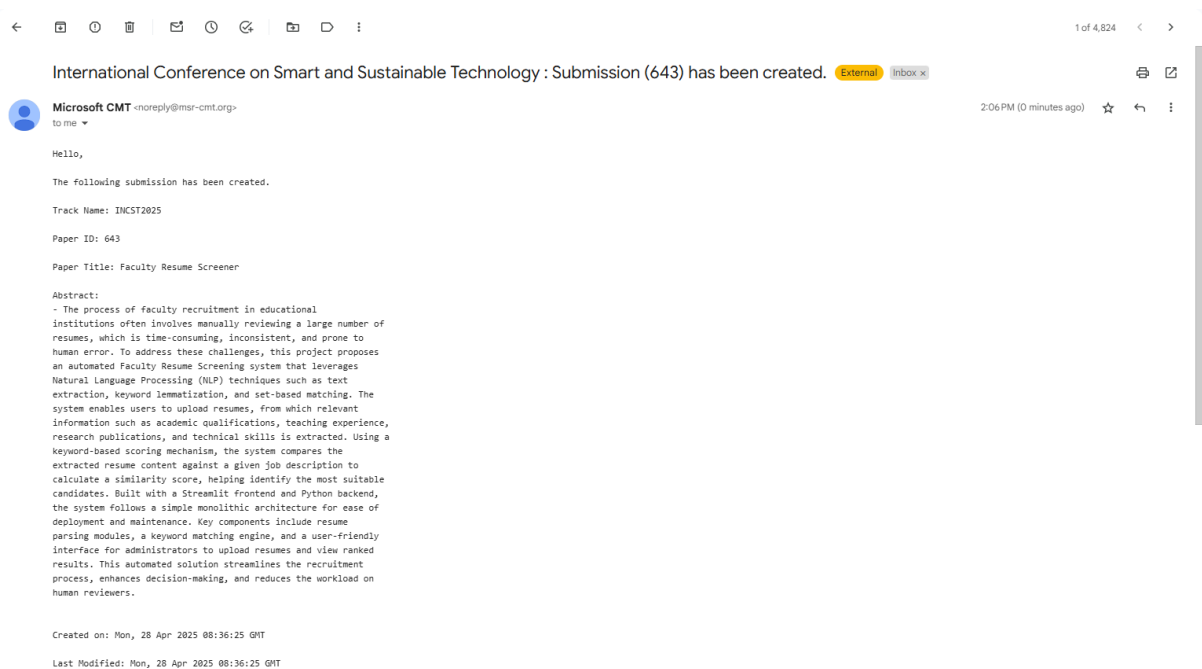 1 of 4,824
International Conference on Smart and Sustainable Technology : Submission (643) has been created. External Inbox ×
Microsoft CMT <noreply@msr-cmt.org> 2:06 PM (0 minutes ago)
to me
Hello,
The following submission has been created.
Track Name: INCST2025
Paper ID: 643
Paper Title: Faculty Resume Screener
Abstract:
- The process of faculty recruitment in educational
institutions often involves manually reviewing a large number of
resumes, which is time-consuming, inconsistent, and prone to
human error. To address these challenges, this project proposes
an automated Faculty Resume Screening system that leverages
Natural Language Processing (NLP) techniques such as text
extraction, keyword lemmatization, and set-based matching. The
system enables users to upload resumes, from which relevant
information such as academic qualifications, teaching experience,
research publications, and technical skills is extracted. Using a
keyword-based scoring mechanism, the system compares the
extracted resume content against a given job description to
calculate a similarity score, helping identify the most suitable
candidates. Built with a Streamlit frontend and Python backend,
the system follows a simple monolithic architecture for ease of
deployment and maintenance. Key components include resume
parsing modules, a keyword matching engine, and a user-friendly
interface for administrators to upload resumes and view ranked
results. This automated solution streamlines the recruitment
process, enhances decision-making, and reduces the workload on
human reviewers.
Created on: Mon, 28 Apr 2025 08:36:25 GMT
Last Modified: Mon, 28 Apr 2025 08:36:25 GMT